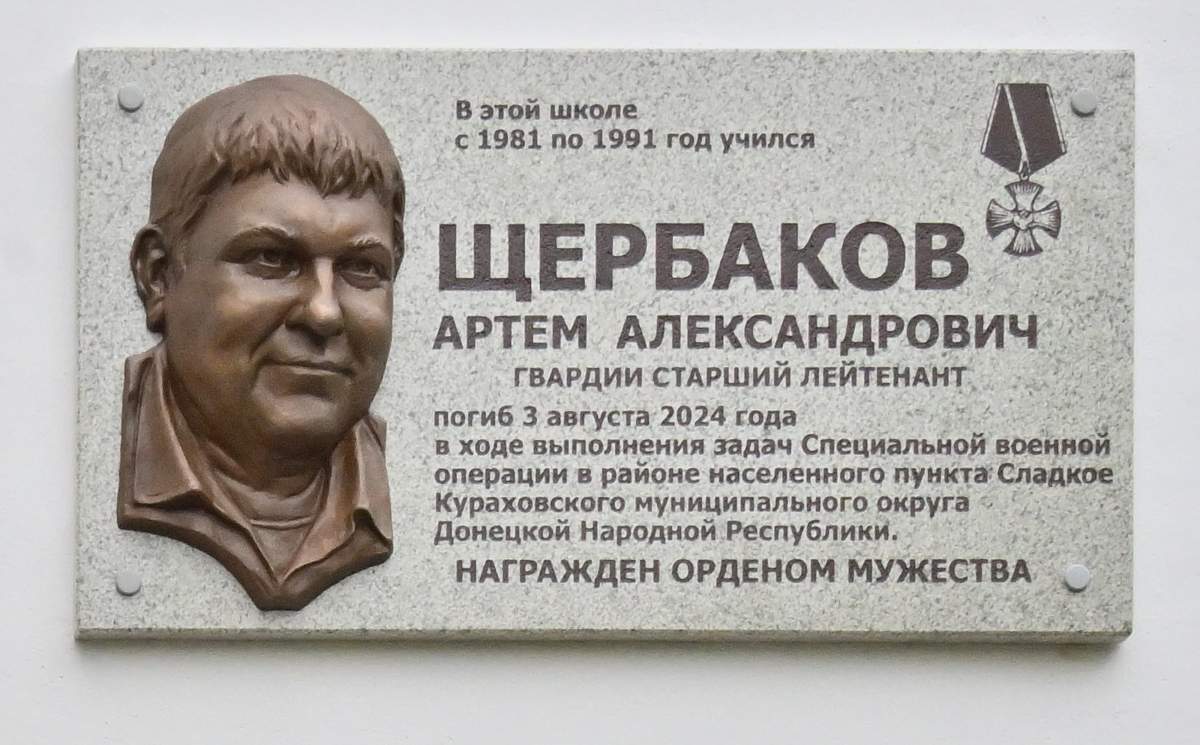 В этой школе
с 1981 по 1991 год учился
ЩЕРБАКОВ
АРТЕМ АЛЕКСАНДРОВИЧ
ГВАРДИИ СТАРШИЙ ЛЕЙТЕНАНТ
погиб 3 августа 2024 года
в ходе выполнения задач Специальной военной
операции в районе населенного пункта Сладкое
Кураховского муниципального округа
Донецкой Народной Республики.
НАГРАЖДЕН ОРДЕНОМ МУЖЕСТВА